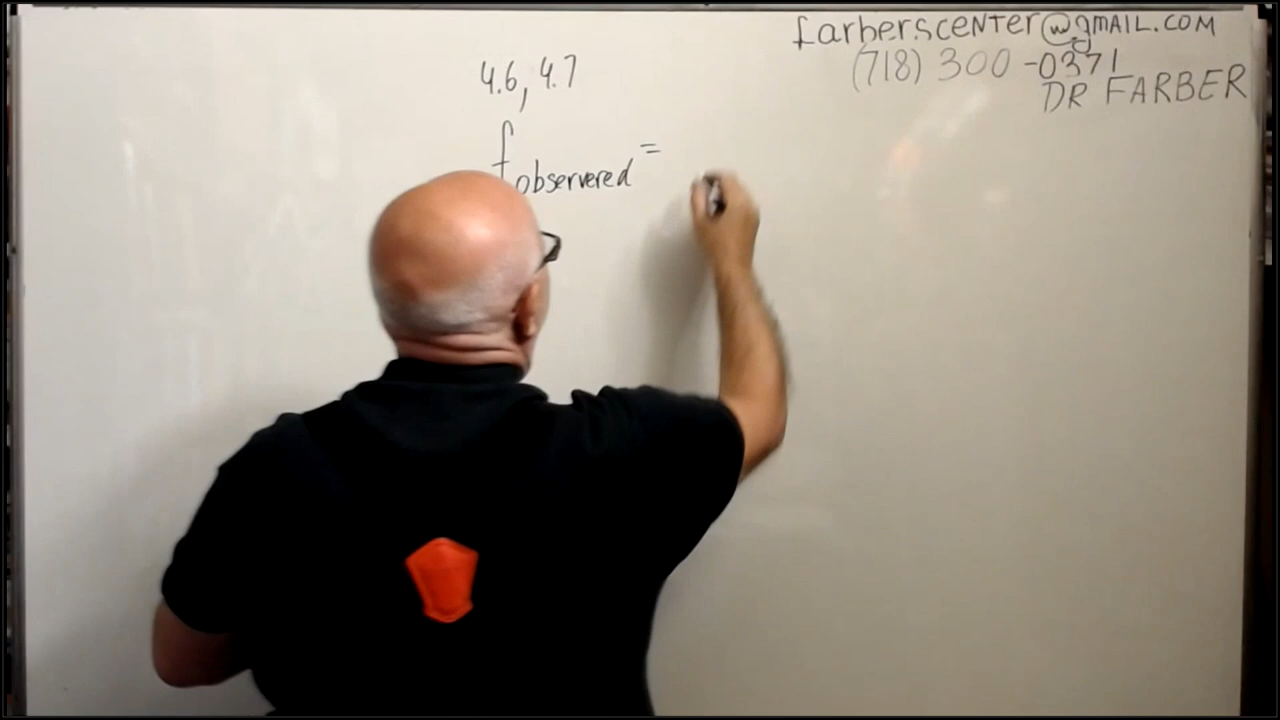 farberscenter@gmail.com
(718) 300-0371
DR FARBER
4.6, 4.7
f observered =